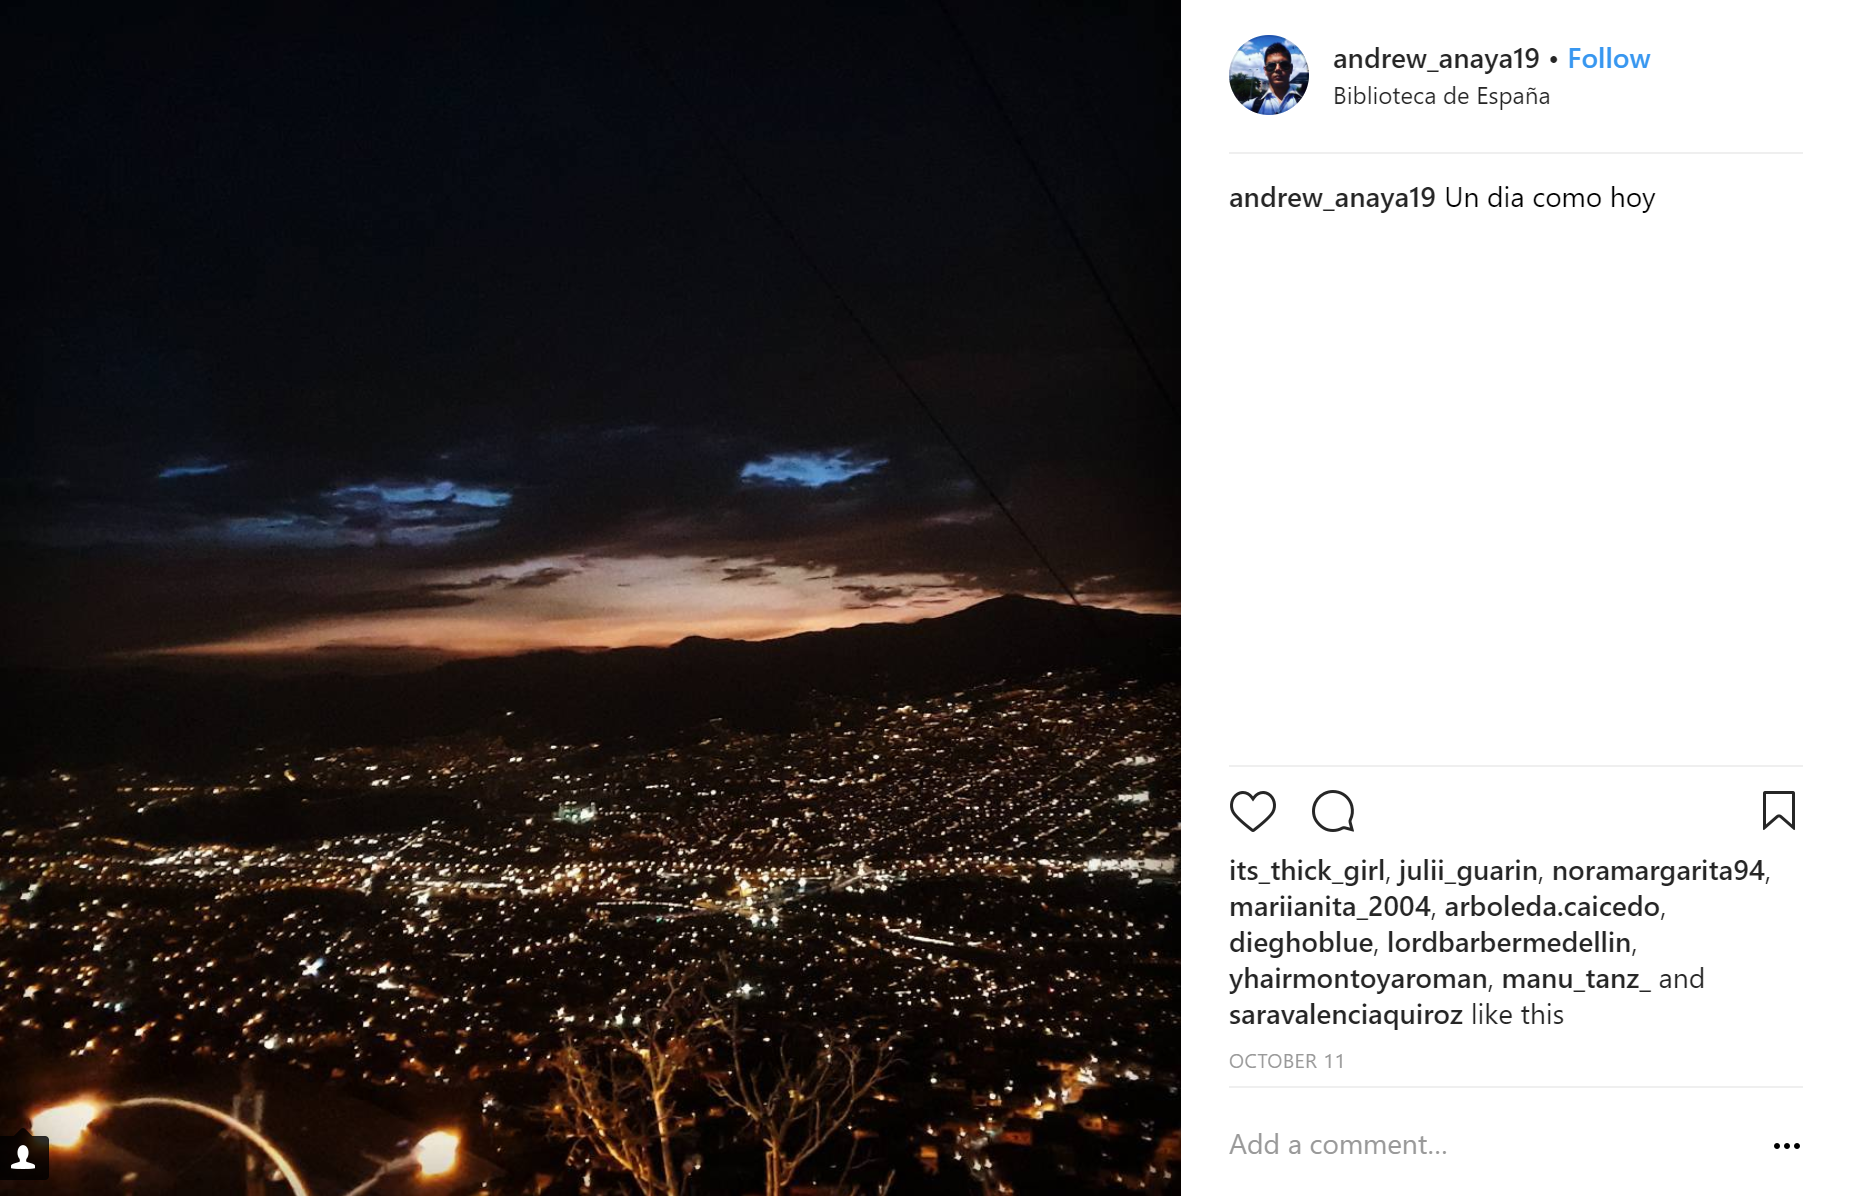 andrew_anaya19 • Follow
Biblioteca de España
andrew_anaya19 Un dia como hoy
its_thick_girl, julii_guarin, noramargarita94,
mariianita_2004, arboleda.caicedo,
dieghoblue, lordbarbermedellin,
yhairmontoyaroman, manu_tanz_ and
saravalenciaquiroz like this
OCTOBER 11
Add a comment...